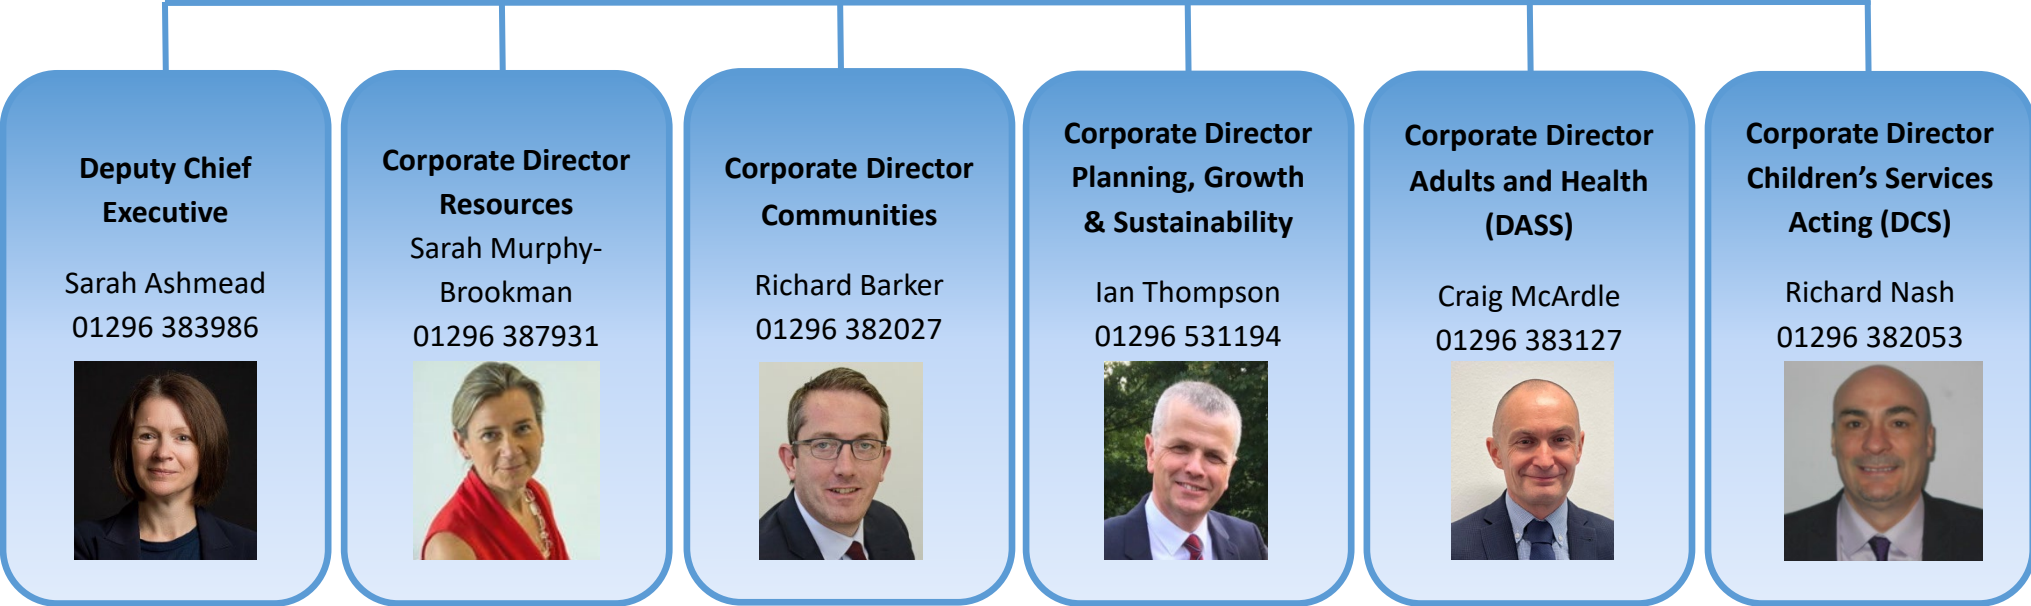 Deputy Chief
Executive
Sarah Ashmead
01296 383986
Corporate Director
Resources
Sarah Murphy-
Brookman
01296 387931
Corporate Director
Communities
Richard Barker
01296 382027
Corporate Director
Planning, Growth
& Sustainability
Ian Thompson
01296 531194
Corporate Director
Adults and Health
(DASS)
Craig McArdle
01296 383127
Corporate Director
Children’s Services
Acting (DCS)
Richard Nash
01296 382053